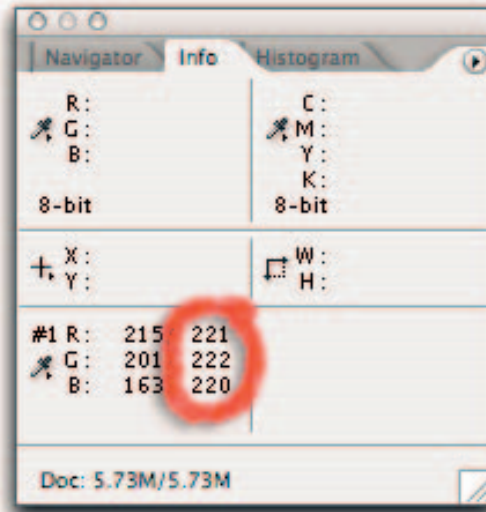 Navigator Info Histogram
R: C:
G: M:
B: Y:
K:
8-bit 8-bit
X: W:
Y: H:
#1 R: 215 221
G: 201 222
B: 163 220
Doc: 5.73M/5.73M